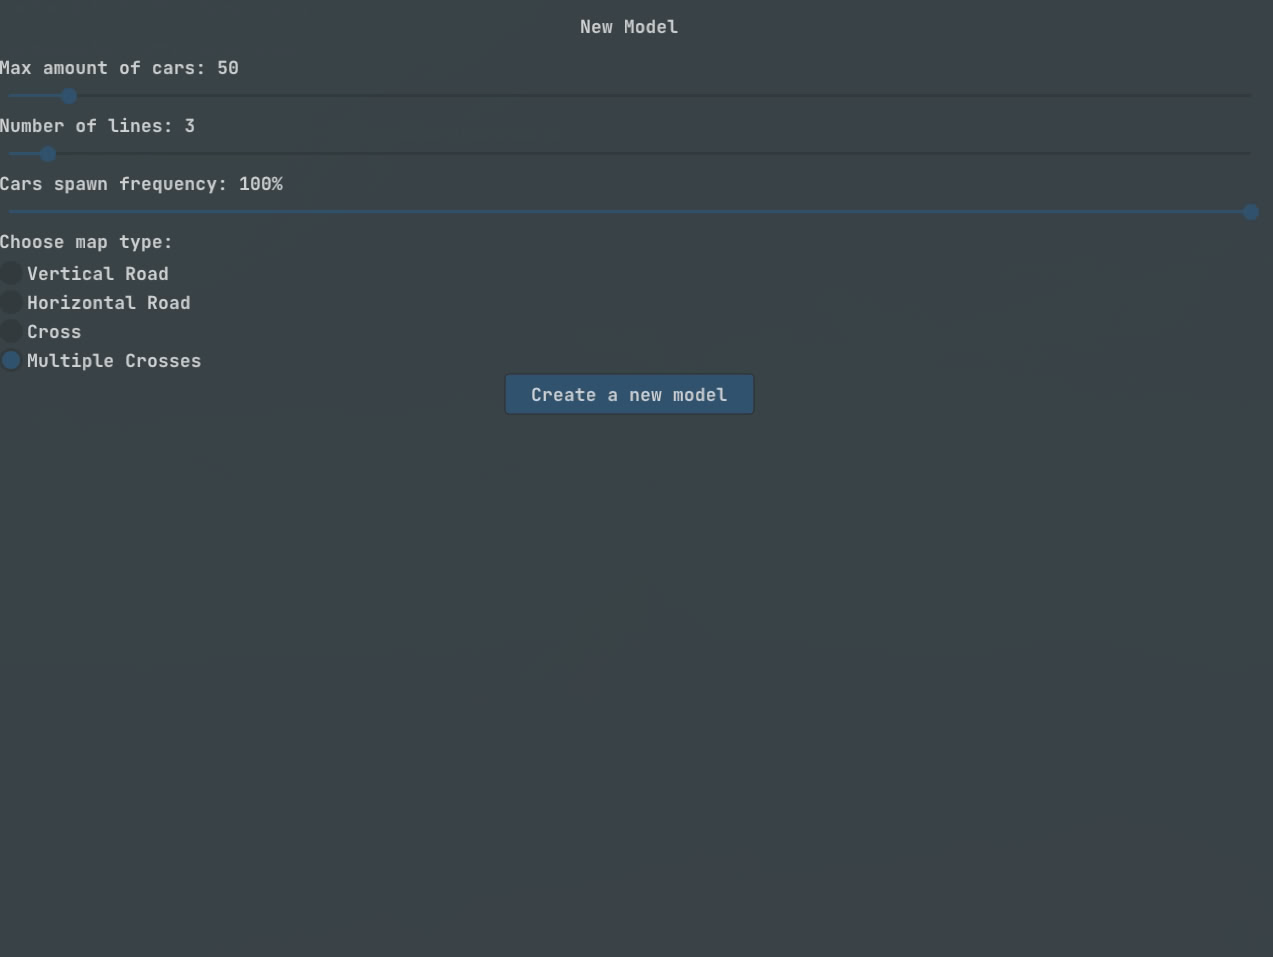 New Model
Max amount of cars: 50
Number of lines: 3
Cars spawn frequency: 100%
Choose map type:
Vertical Road
Horizontal Road
Cross
Multiple Crosses
Create a new model